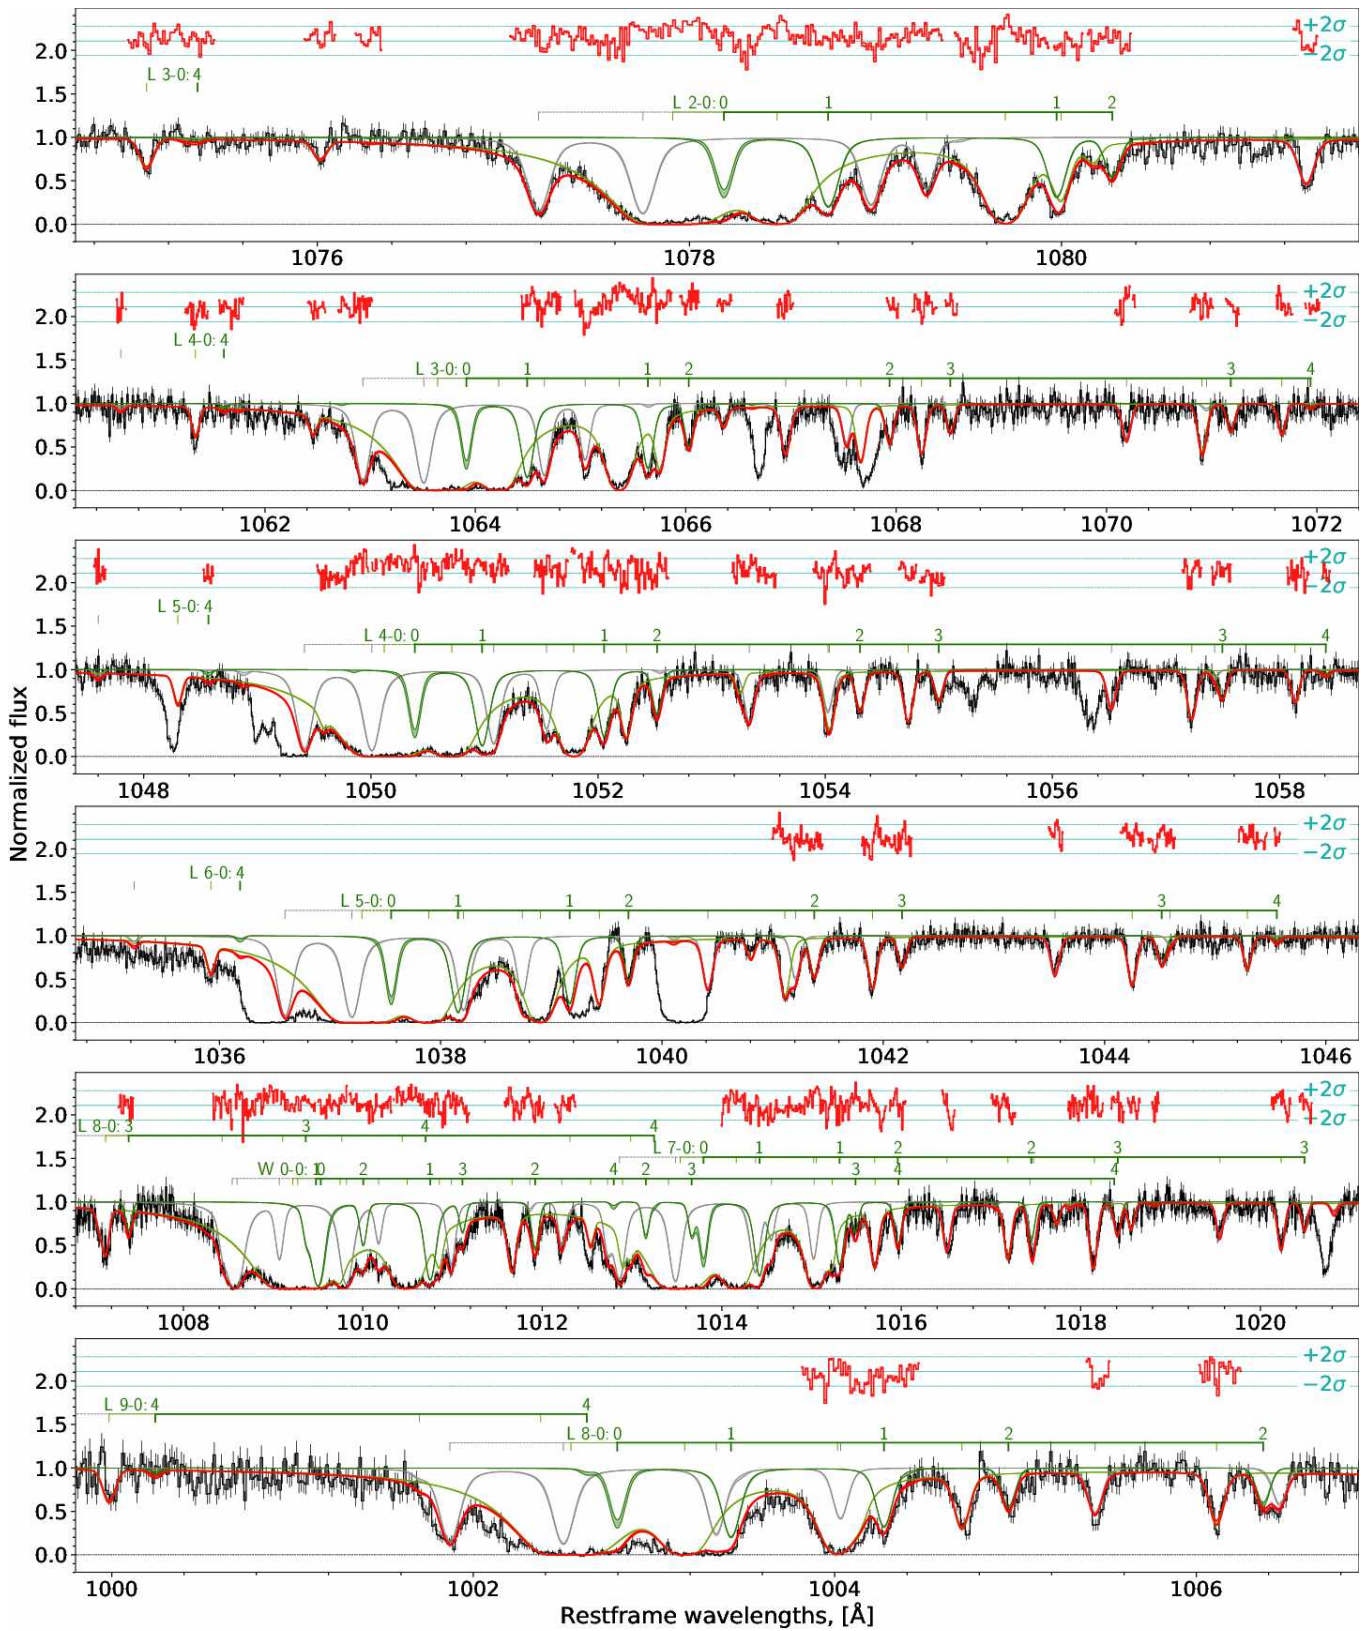 +2σ
2.0
−2σ
L 3-0: 4
1.5
L 2-0: 0 1 1 2
1.0
0.5
0.0
1076 1078 1080
+2σ
2.0
−2σ
L 4-0: 4
1.5
L 3-0: 0 1 1 2 2 3 3 4
1.0
0.5
0.0
1062 1064 1066 1068 1070 1072
+2σ
2.0
−2σ
L 5-0: 4
1.5
L 4-0: 0 1 1 2 2 3 3 4
1.0
0.5
0.0
1048 1050 1052 1054 1056 1058
Normalized flux
+2σ
2.0
−2σ
L 6-0: 4
1.5
L 5-0: 0 1 1 2 2 3 3 4
1.0
0.5
0.0
1036 1038 1040 1042 1044 1046
+2σ
2.0
−2σ
L 8-0: 3 3 4 4
L 7-0: 0 1 1 2 2 3 3
1.5
W 0-0: 10 2 1 3 2 4 2 3 3 4 4
1.0
0.5
0.0
1008 1010 1012 1014 1016 1018 1020
+2σ
2.0
−2σ
L 9-0: 4 4
1.5
L 8-0: 0 1 1 2 2
1.0
0.5
0.0
1000 1002 1004 1006
Restframe wavelengths, [Å]